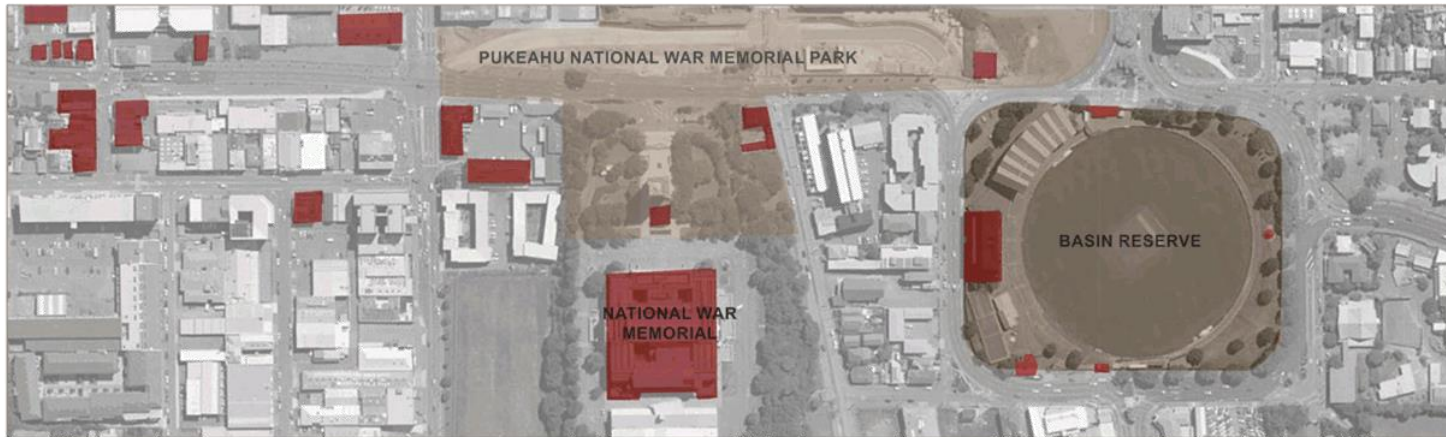 PUKEAHU NATIONAL WAR MEMORIAL PARK
BASIN RESERVE
NATIONAL WAR
MEMORIAL